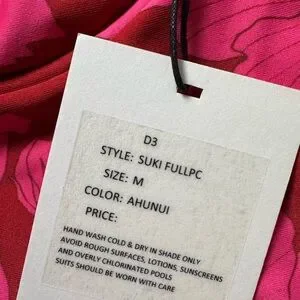 D3
STYLE: SUKI FULLPC
SIZE: M
COLOR: AHUNUI
PRICE:
HAND WASH COLD & DRY IN SHADE ONLY
AVOID ROUGH SURFACES, LOTIONS, SUNSCREENS
AND OVERLY CHLORINATED POOLS
SUITS SHOULD BE WORN WITH CARE